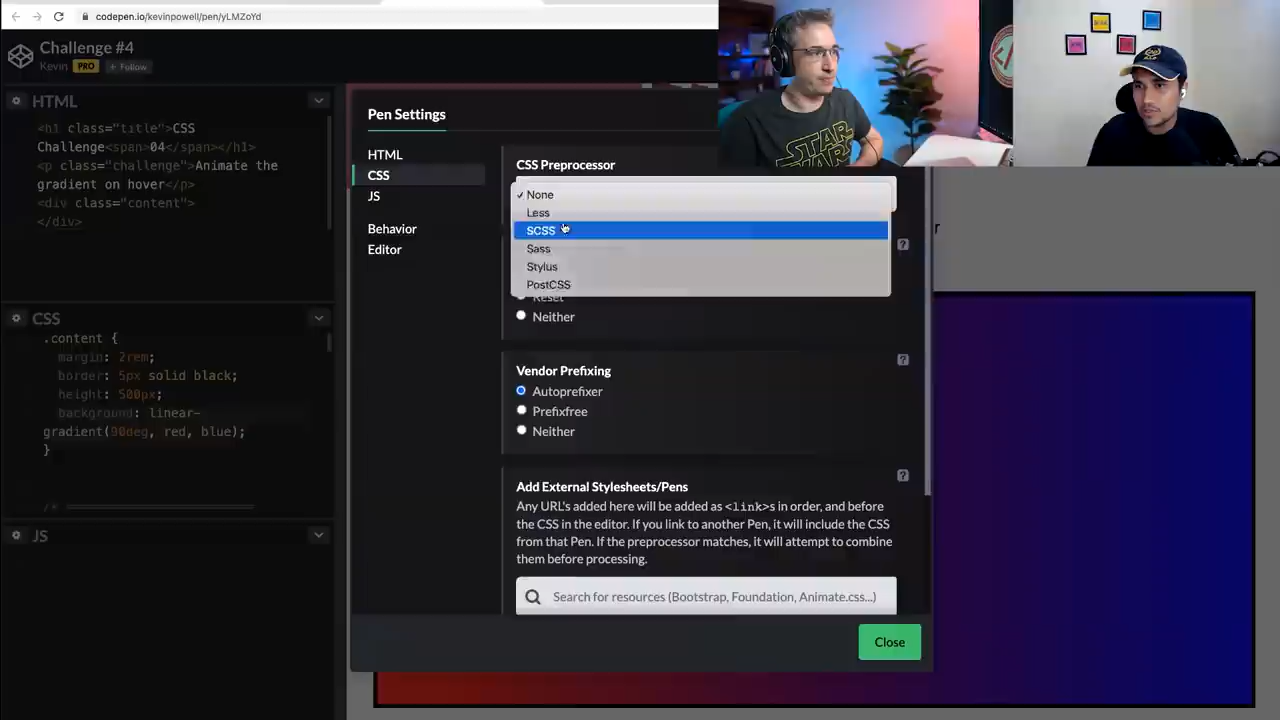 codepen.io/kevinpowell/pen/yLMZoYd
Challenge #4
Kevin PRO + Follow
HTML
<h1 class="title">CSS
Challenge<span>04</span></h1>
<p class="challenge">Animate the
gradient on hover</p>
<div class="content">
</div>
CSS
.content {
margin: 2rem;
border: 5px solid black;
height: 500px;
background: linear-
gradient(90deg, red, blue);
}
/*
JS
Pen Settings
HTML
CSS
JS
Behavior
Editor
CSS Preprocessor
✓ None
Less
SCSS
Sass
Stylus
PostCSS
Reset
Neither
?
Vendor Prefixing
?
Autoprefixer
Prefixfree
Neither
Add External Stylesheets/Pens
?
Any URL's added here will be added as <link>s in order, and before
the CSS in the editor. If you link to another Pen, it will include the CSS
from that Pen. If the preprocessor matches, it will attempt to combine
them before processing.
Search for resources (Bootstrap, Foundation, Animate.css...)
Close
r
STAR